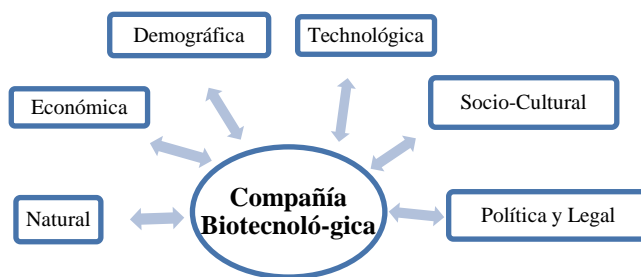 Demográfica
Technológica
Económica
Socio-Cultural
Natural
Compañía
Biotecnoló-gica
Política y Legal